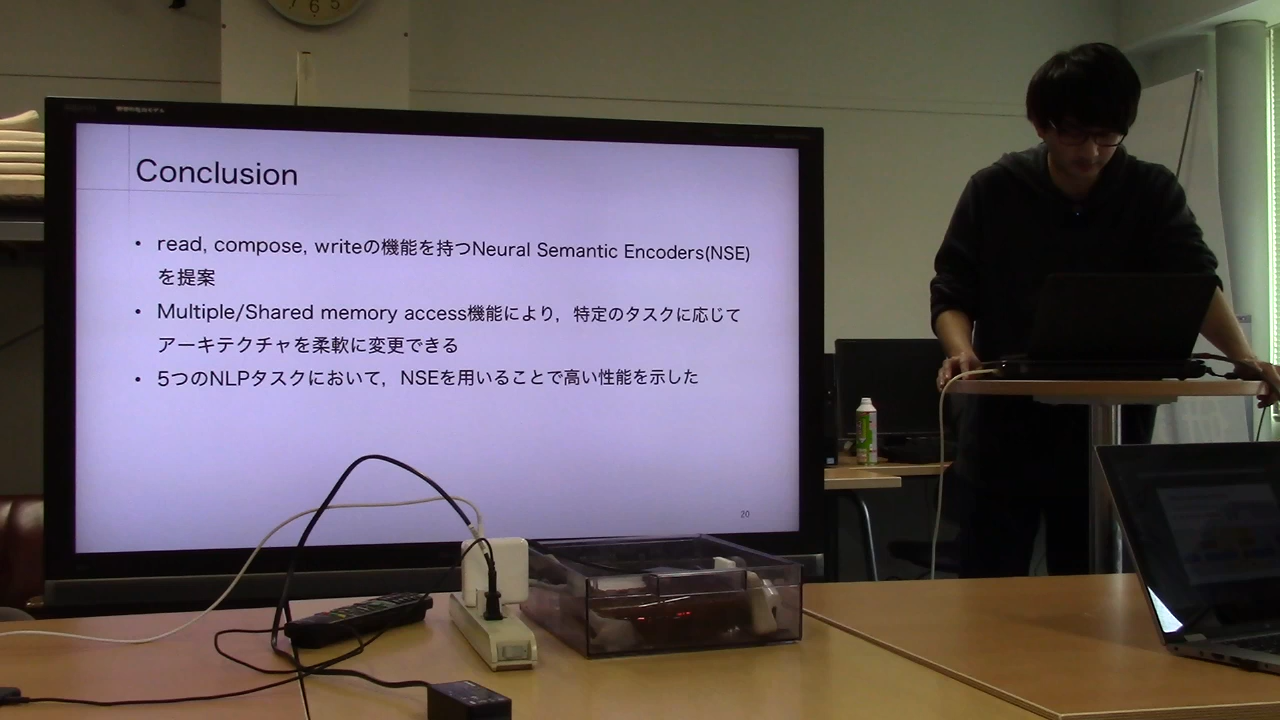 7 6 5
Conclusion
• read, compose, writeの機能を持つNeural Semantic Encoders(NSE)
を提案
• Multiple/Shared memory access機能により，特定のタスクに応じて
アーキテクチャを柔軟に変更できる
• 5つのNLPタスクにおいて，NSEを用いることで高い性能を示した
20